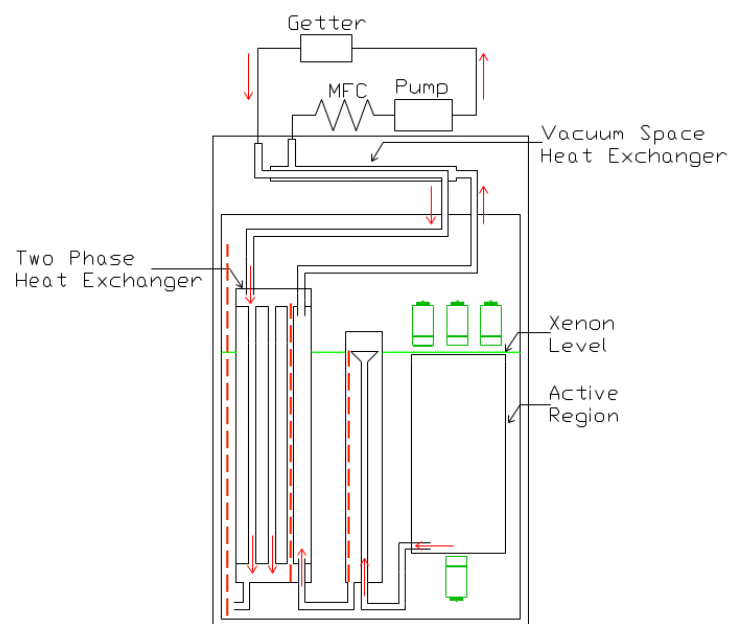 Getter
MFC
Pump
Vacuum Space
Heat Exchanger
Two Phase
Heat Exchanger
Xenon
Level
Active
Region